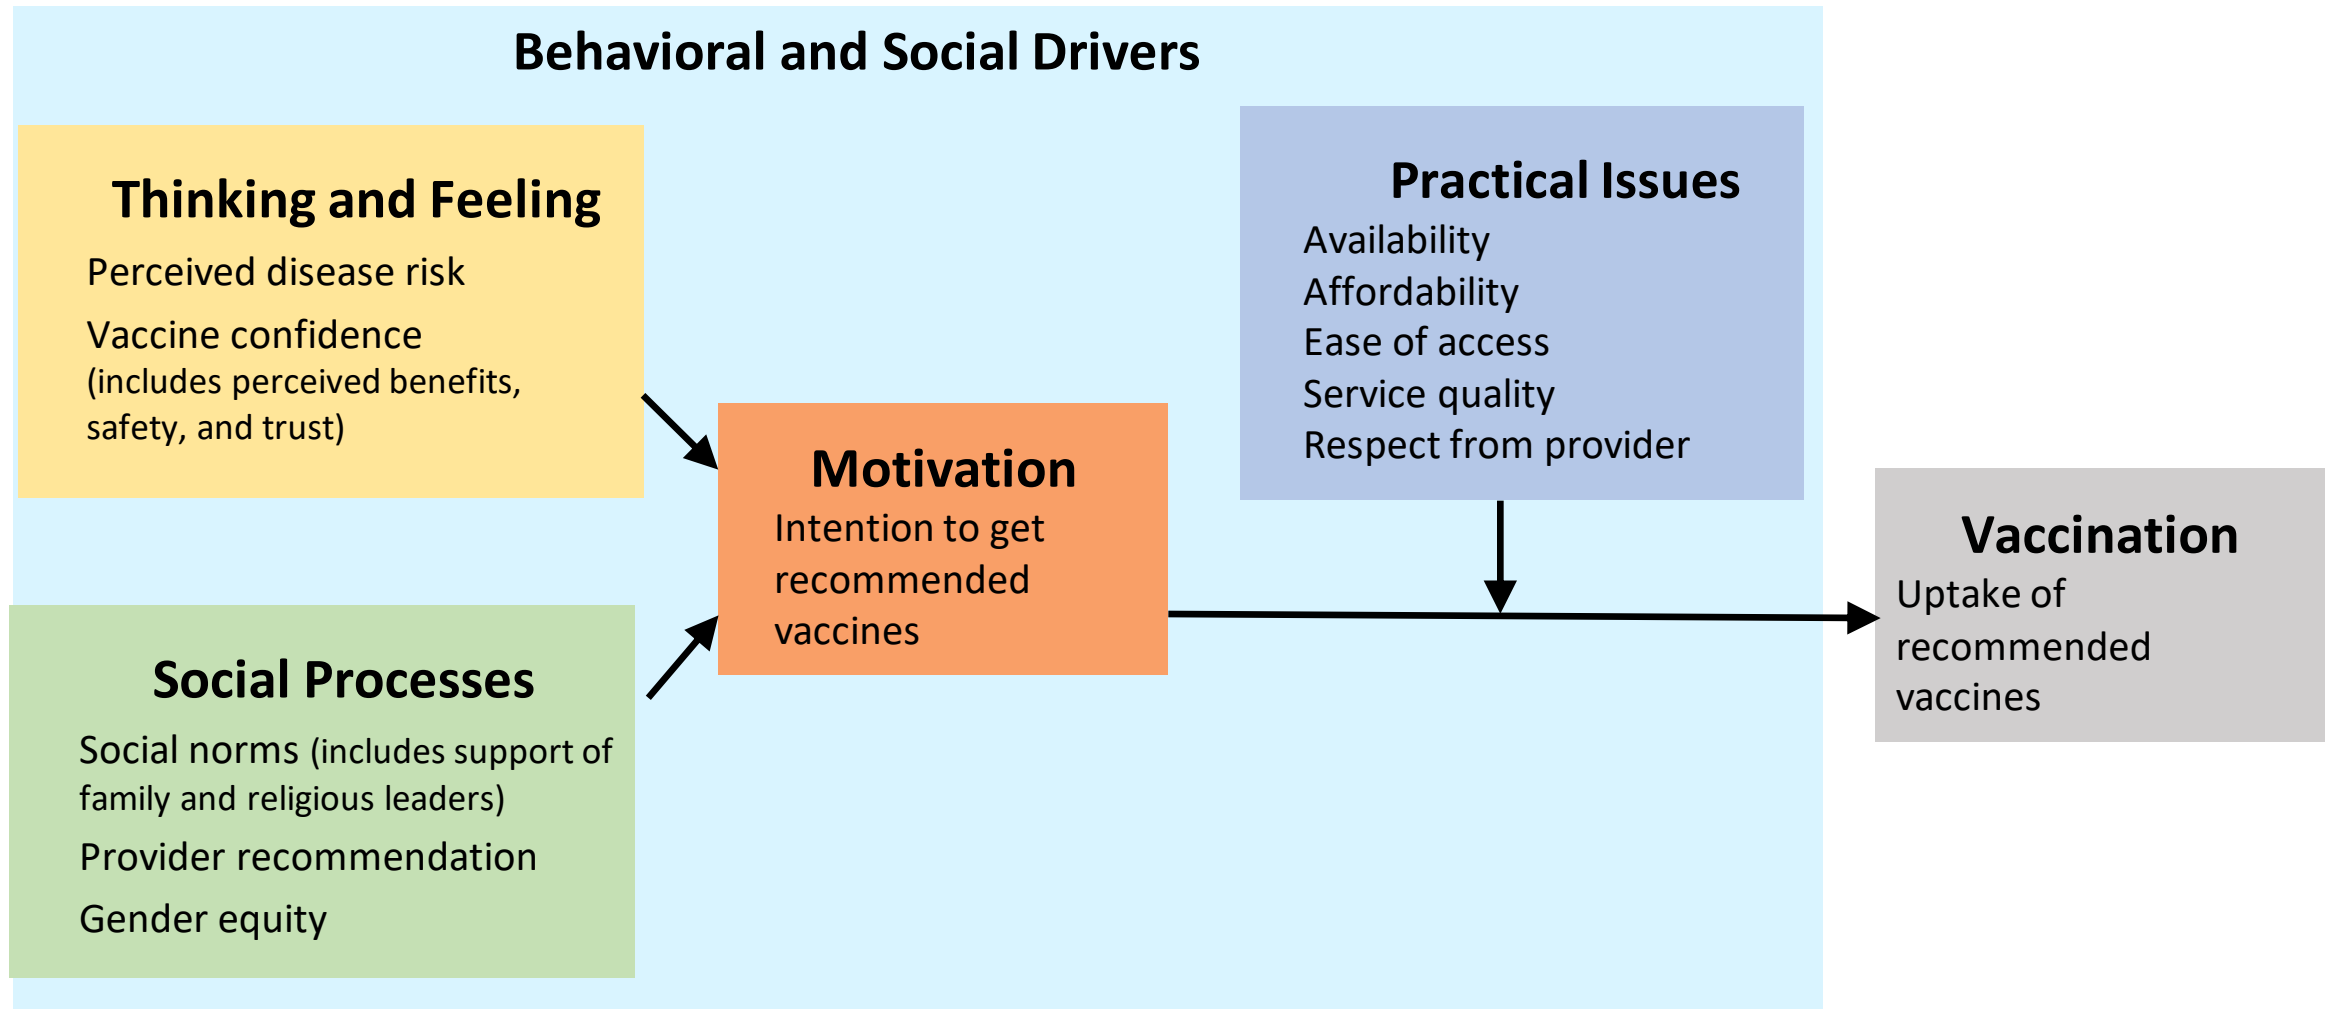 Behavioral and Social Drivers
Thinking and Feeling
Perceived disease risk
Vaccine confidence
(includes perceived benefits,
safety, and trust)
Social Processes
Social norms (includes support of
family and religious leaders)
Provider recommendation
Gender equity
Motivation
Intention to get
recommended
vaccines
Practical Issues
Availability
Affordability
Ease of access
Service quality
Respect from provider
Vaccination
Uptake of
recommended
vaccines